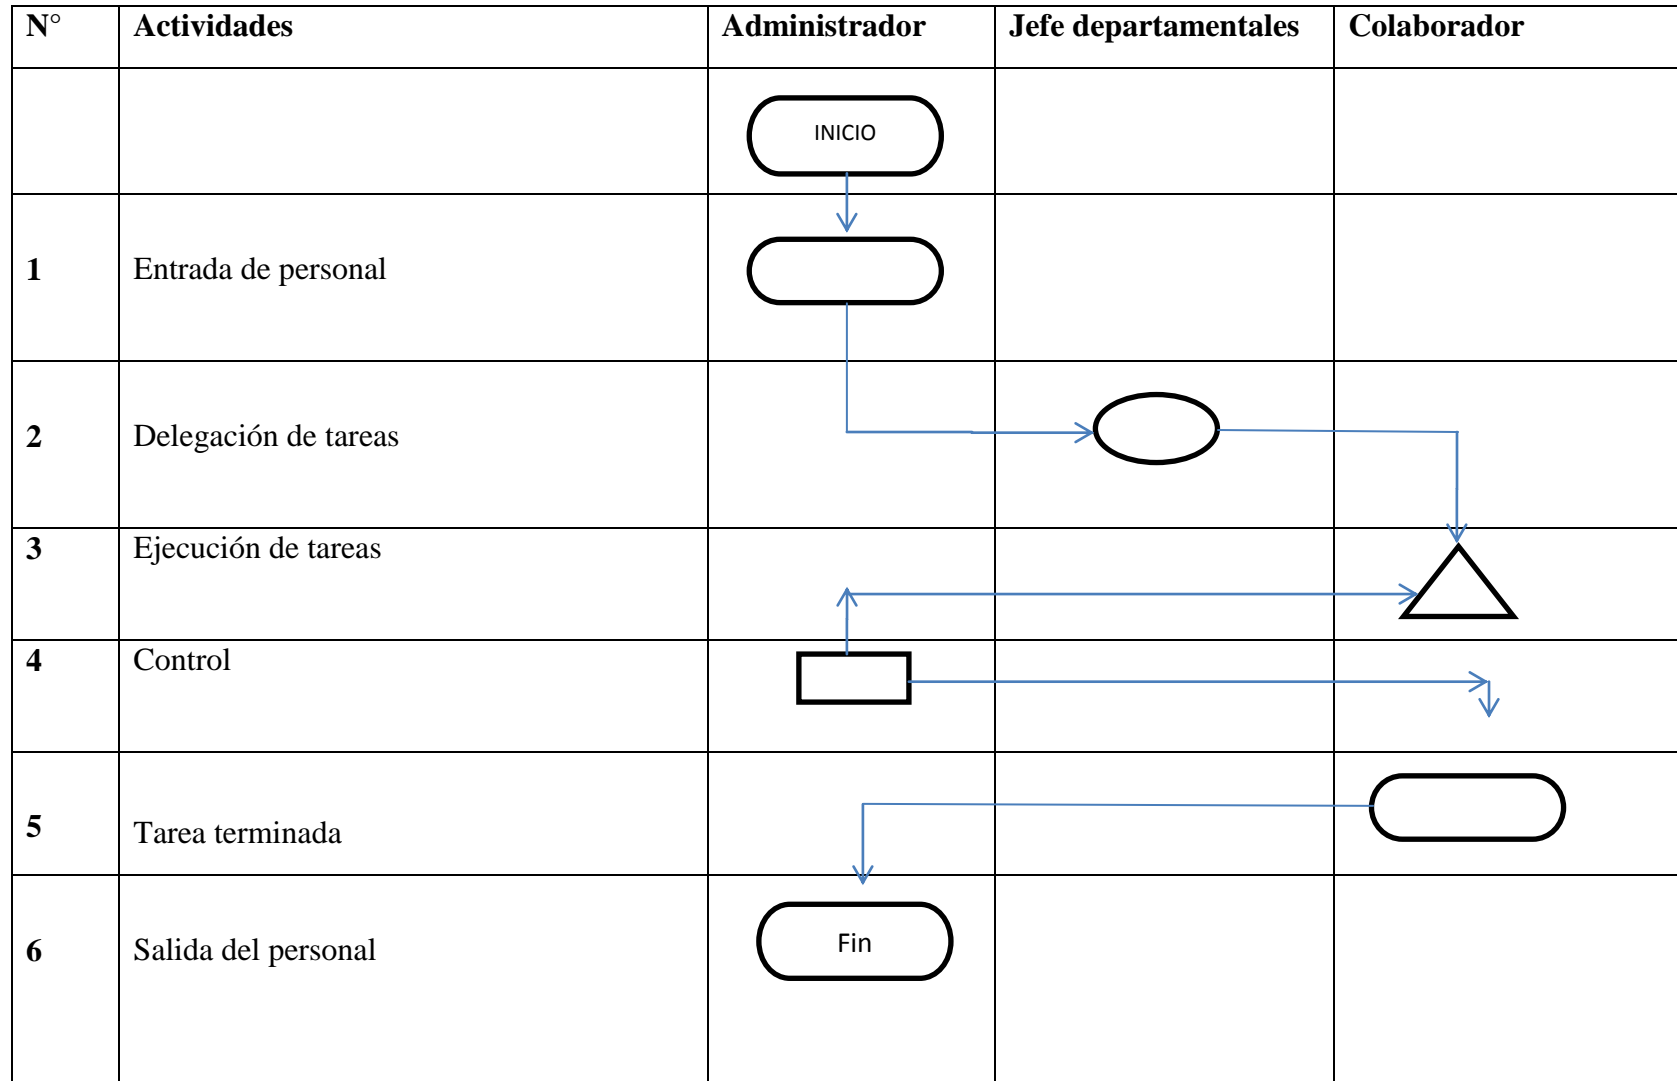 N° Actividades Administrador Jefe departamentales Colaborador
INICIO
1 Entrada de personal
2 Delegación de tareas
3 Ejecución de tareas
4 Control
5 Tarea terminada
6 Salida del personal Fin